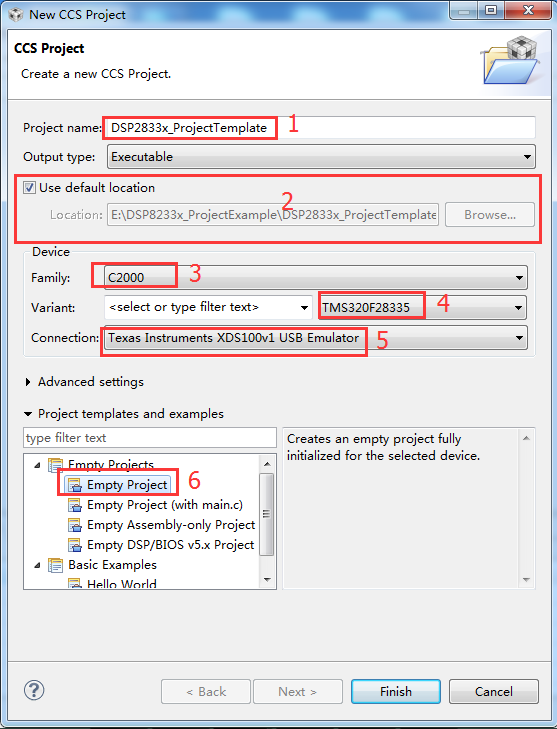 New CCS Project
CCS Project
Create a new CCS Project.
Project name: DSP2833x_ProjectTemplate 1
Output type: Executable
Use default location
2
Location: E:\DSP8233x_ProjectExample\DSP2833x_ProjectTemplate Browse...
Device
Family: C2000 3
Variant: <select or type filter text> TMS320F28335 4
Connection: Texas Instruments XDS100v1 USB Emulator 5
Advanced settings
Project templates and examples
type filter text
Creates an empty project fully
initialized for the selected device.
Empty Projects
Empty Project 6
Empty Project (with main.c)
Empty Assembly-only Project
Empty DSP/BIOS v5.x Project
Basic Examples
Hello World
? < Back Next > Finish Cancel